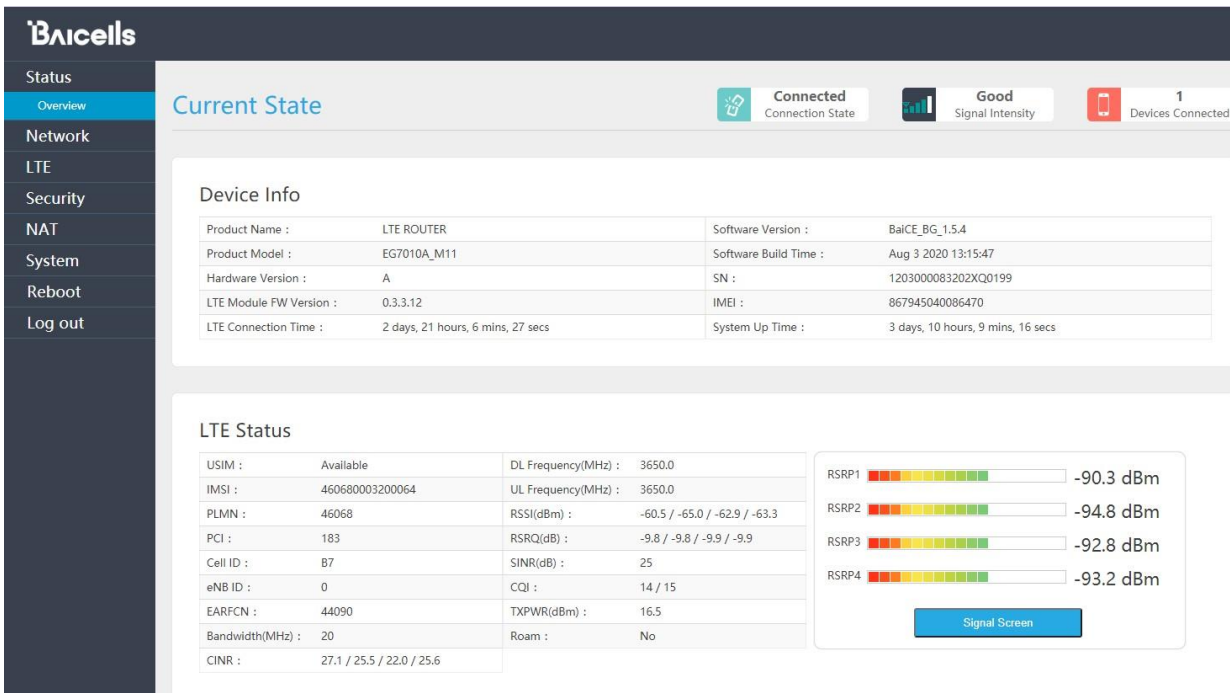 Baicells
Status
Overview
Network
LTE
Security
NAT
System
Reboot
Log out
Current State
Connected
Connection State
Good
Signal Intensity
1
Devices Connected
Device Info
Product Name : LTE ROUTER Software Version : BaiCE_BG_1.5.4
Product Model : EG7010A_M11 Software Build Time : Aug 3 2020 13:15:47
Hardware Version : A SN : 1203000083202XQ0199
LTE Module FW Version : 0.3.3.12 IMEI : 867945040086470
LTE Connection Time : 2 days, 21 hours, 6 mins, 27 secs System Up Time : 3 days, 10 hours, 9 mins, 16 secs
LTE Status
USIM : Available DL Frequency(MHz) : 3650.0
IMSI : 460680003200064 UL Frequency(MHz) : 3650.0
PLMN : 46068 RSSI(dBm) : -60.5 / -65.0 / -62.9 / -63.3
PCI : 183 RSRQ(dB) : -9.8 / -9.8 / -9.9 / -9.9
Cell ID : B7 SINR(dB) : 25
eNB ID : 0 CQI : 14 / 15
EARFCN : 44090 TXPWR(dBm) : 16.5
Bandwidth(MHz) : 20 Roam : No
CINR : 27.1 / 25.5 / 22.0 / 25.6
RSRP1 -90.3 dBm
RSRP2 -94.8 dBm
RSRP3 -92.8 dBm
RSRP4 -93.2 dBm
Signal Screen